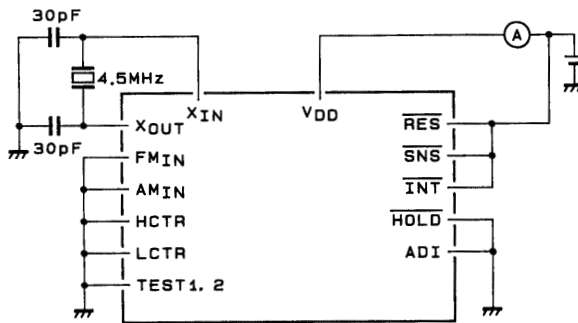 30pF
4.5MHz
30pF
XIN
VDD
A
XOUT
FMIN
AMIN
HCTR
LCTR
TEST1, 2
RES
SNS
INT
HOLD
ADI